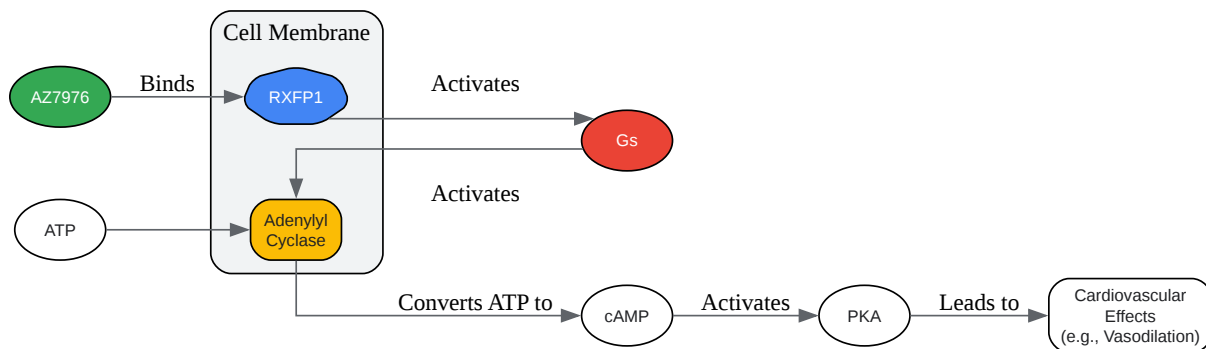 Cell Membrane
AZ7976
Binds
RXFP1
Activates
Gs
Activates
ATP
Adenylyl
Cyclase
Converts ATP to
cAMP
Activates
PKA
Leads to
Cardiovascular
Effects
(e.g., Vasodilation)